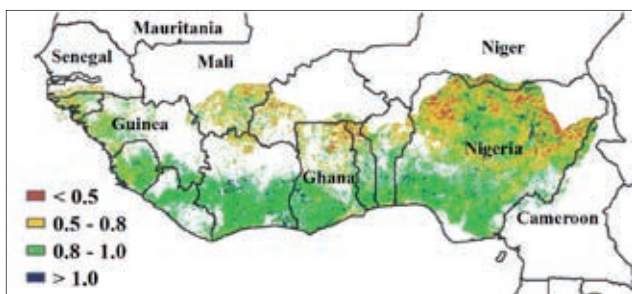 Mauritania
Senegal
Mali
Niger
Guinea
Nigeria
Ghana
Cameroon
< 0.5
0.5 - 0.8
0.8 - 1.0
> 1.0